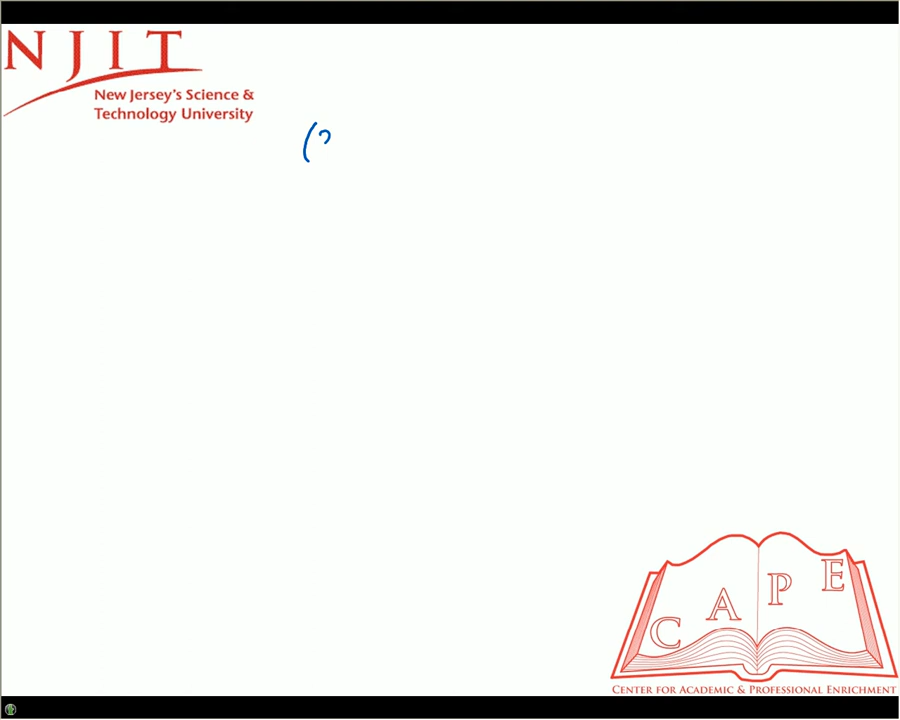 NJIT
New Jersey's Science &
Technology University
(
C A P E
CENTER FOR ACADEMIC & PROFESSIONAL ENRICHMENT